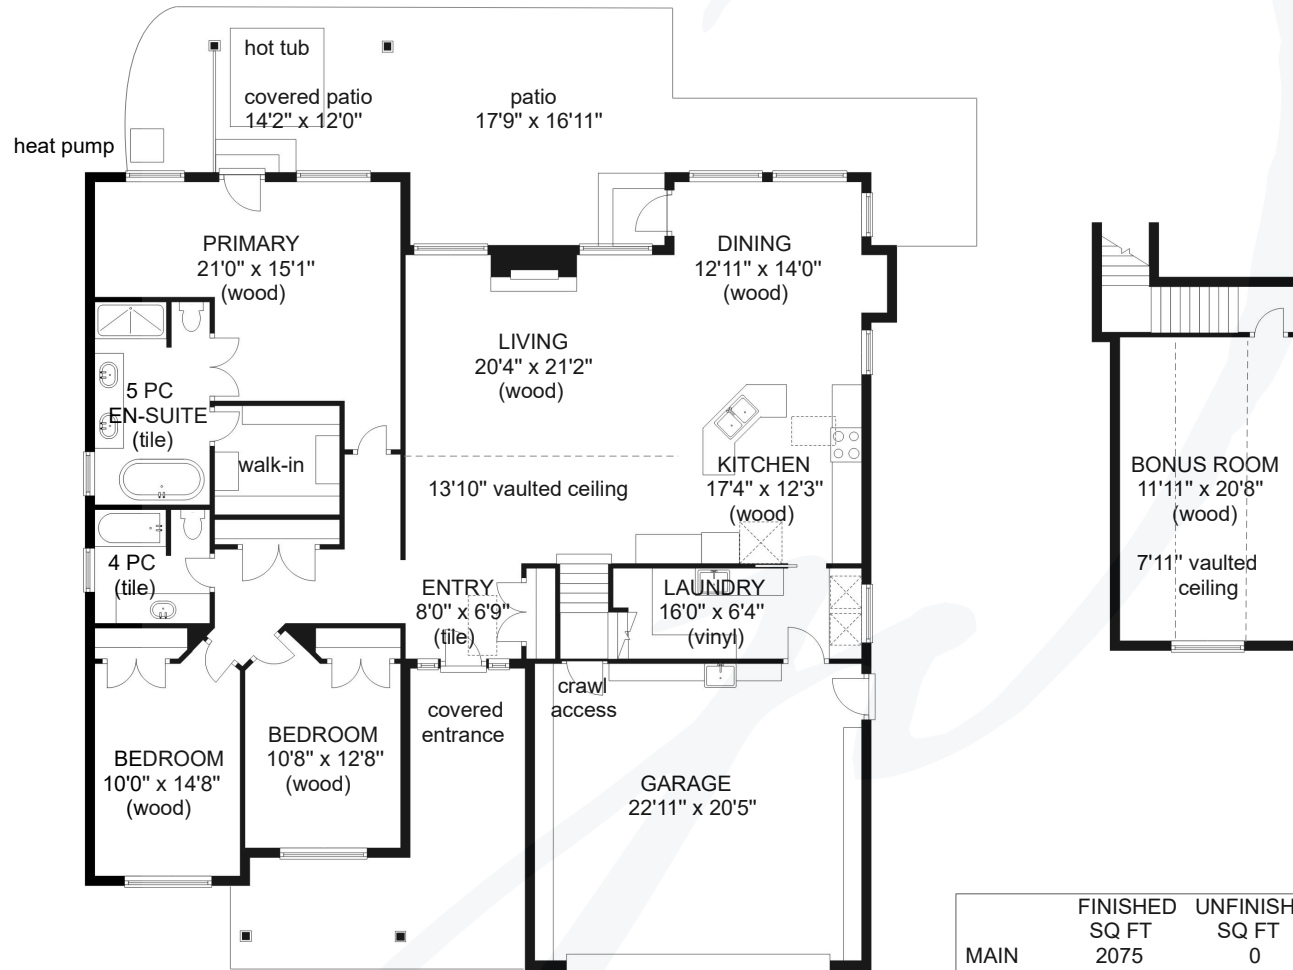 hot tub
covered patio
14'2" x 12'0"
patio
17'9" x 16'11"
heat pump
PRIMARY
21'0" x 15'1"
(wood)
DINING
12'11" x 14'0"
(wood)
LIVING
20'4" x 21'2"
(wood)
5 PC
EN-SUITE
(tile)
walk-in
13'10" vaulted ceiling
KITCHEN
17'4" x 12'3"
(wood)
BONUS ROOM
11'11" x 20'8"
(wood)
7'11" vaulted
ceiling
4 PC
(tile)
ENTRY
8'0" x 6'9"
(tile)
LAUNDRY
16'0" x 6'4"
(vinyl)
crawl
access
covered
entrance
BEDROOM
10'0" x 14'8"
(wood)
BEDROOM
10'8" x 12'8"
(wood)
GARAGE
22'11" x 20'5"
FINISHED UNFINISH
SQ FT SQ FT
MAIN 2075 0